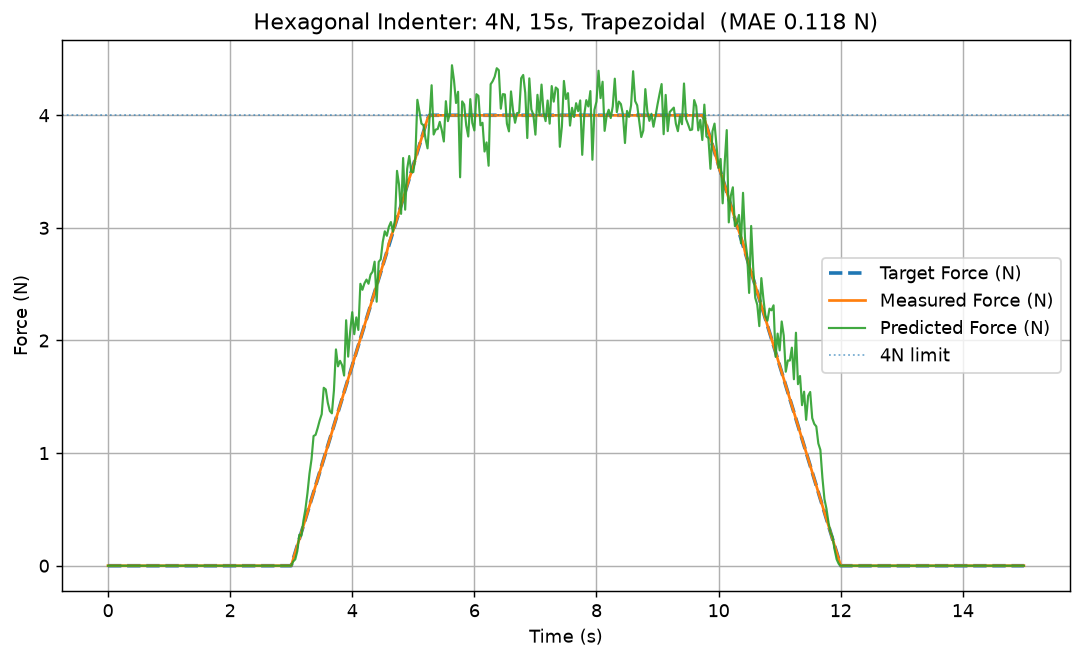 Hexagonal Indenter: 4N, 15s, Trapezoidal  (MAE 0.118 N)
Force (N)
4
3
2
1
0
Target Force (N)
Measured Force (N)
Predicted Force (N)
4N limit
0 2 4 6 8 10 12 14
Time (s)